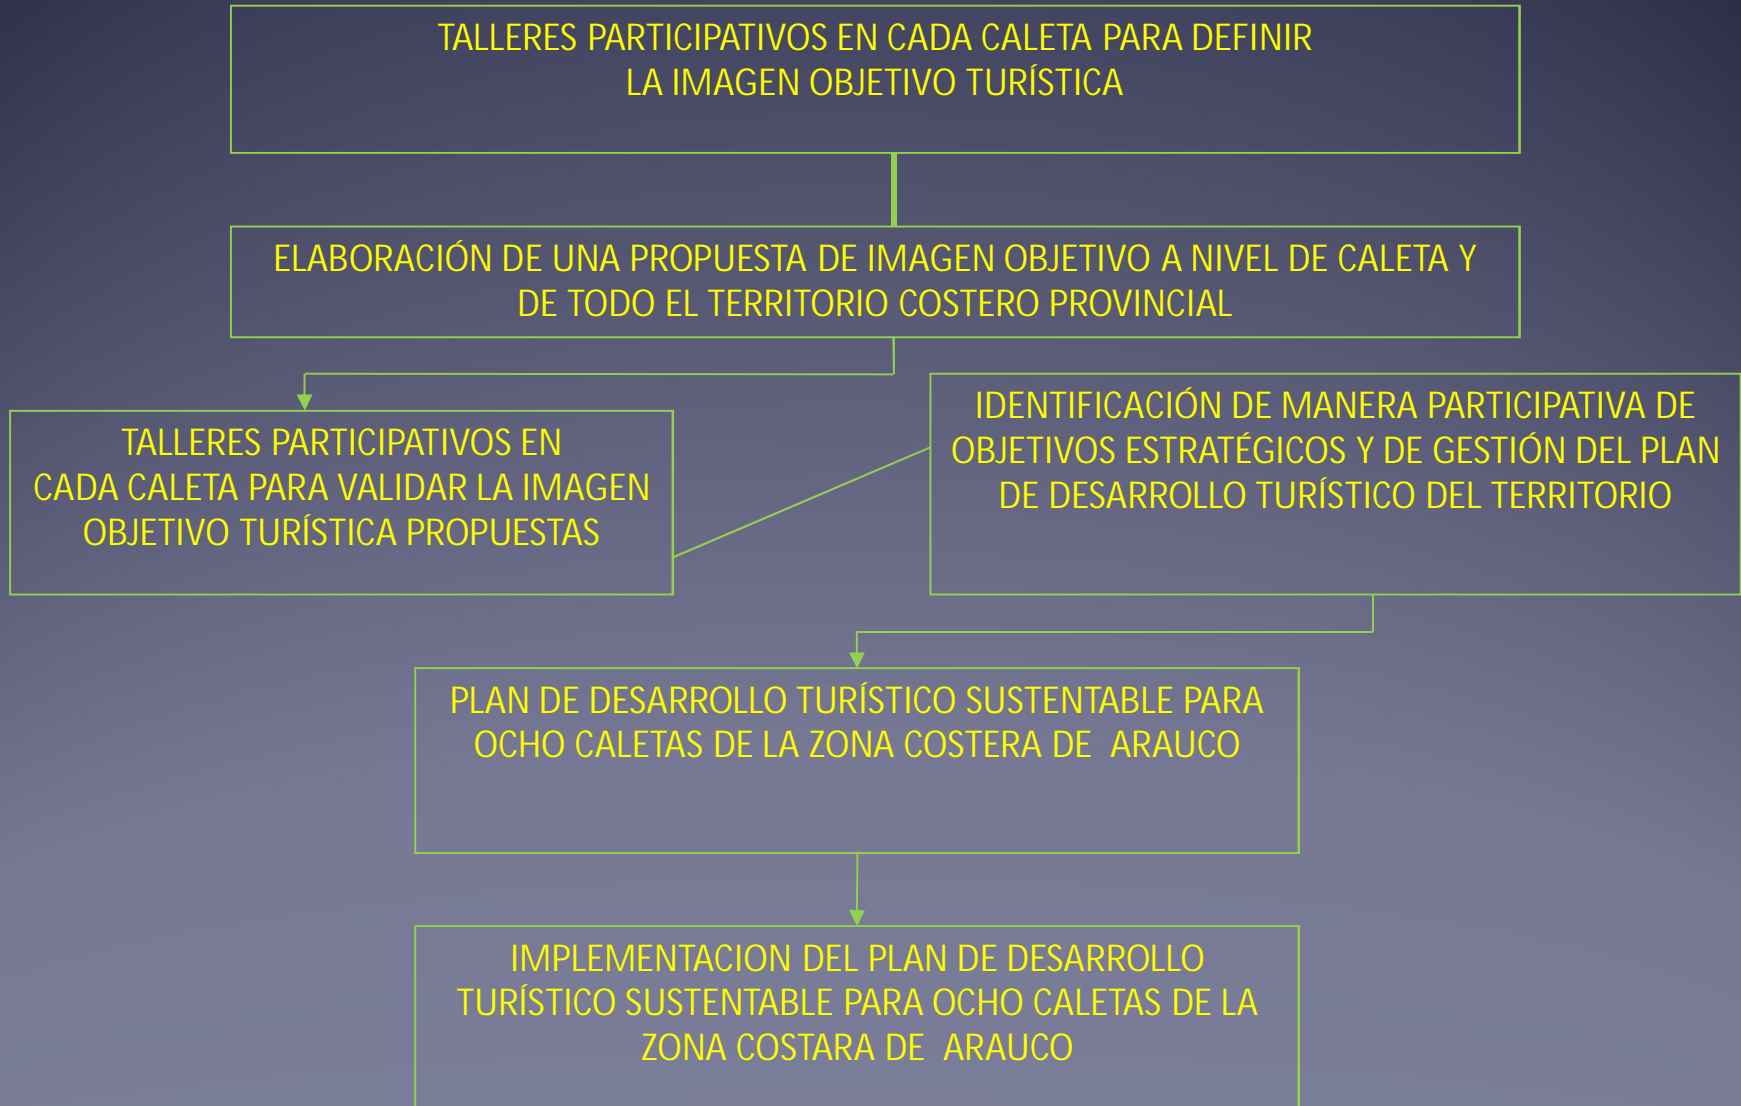 TALLERES PARTICIPATIVOS EN CADA CALETA PARA DEFINIR
LA IMAGEN OBJETIVO TURÍSTICA
ELABORACIÓN DE UNA PROPUESTA DE IMAGEN OBJETIVO A NIVEL DE CALETA Y
DE TODO EL TERRITORIO COSTERO PROVINCIAL
TALLERES PARTICIPATIVOS EN
CADA CALETA PARA VALIDAR LA IMAGEN
OBJETIVO TURÍSTICA PROPUESTAS
IDENTIFICACIÓN DE MANERA PARTICIPATIVA DE
OBJETIVOS ESTRATÉGICOS Y DE GESTIÓN DEL PLAN
DE DESARROLLO TURÍSTICO DEL TERRITORIO
PLAN DE DESARROLLO TURÍSTICO SUSTENTABLE PARA
OCHO CALETAS DE LA ZONA COSTERA DE ARAUCO
IMPLEMENTACION DEL PLAN DE DESARROLLO
TURÍSTICO SUSTENTABLE PARA OCHO CALETAS DE LA
ZONA COSTARA DE ARAUCO